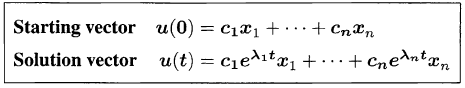 Starting vector u(0) = c₁x₁ + ··· + cₙxₙ
Solution vector u(t) = c₁e^{λ₁t}x₁ + ··· + cₙe^{λₙt}xₙ